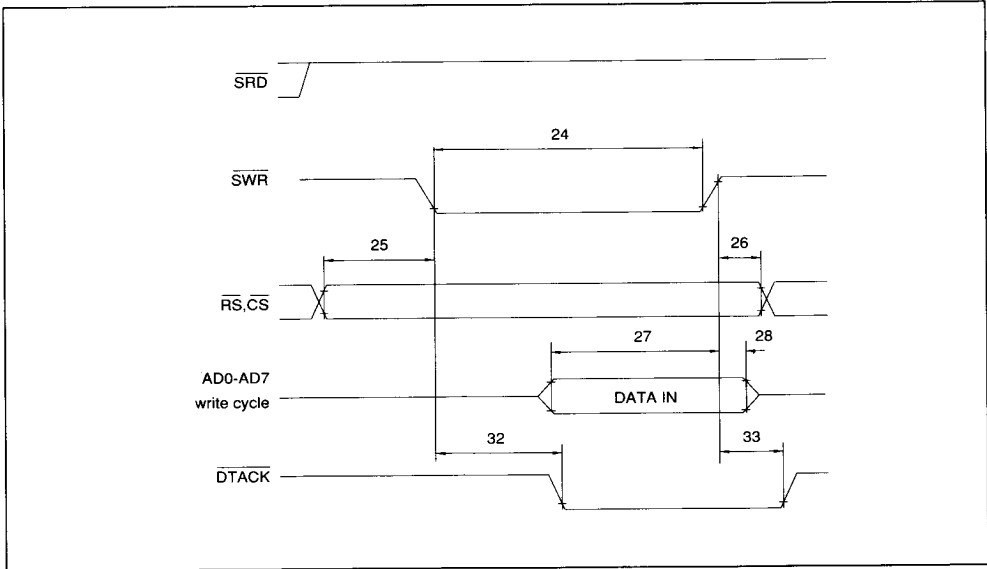 SRD
24
SWR
25
26
RS,CS
27
28
AD0-AD7
write cycle
DATA IN
32
33
DTACK